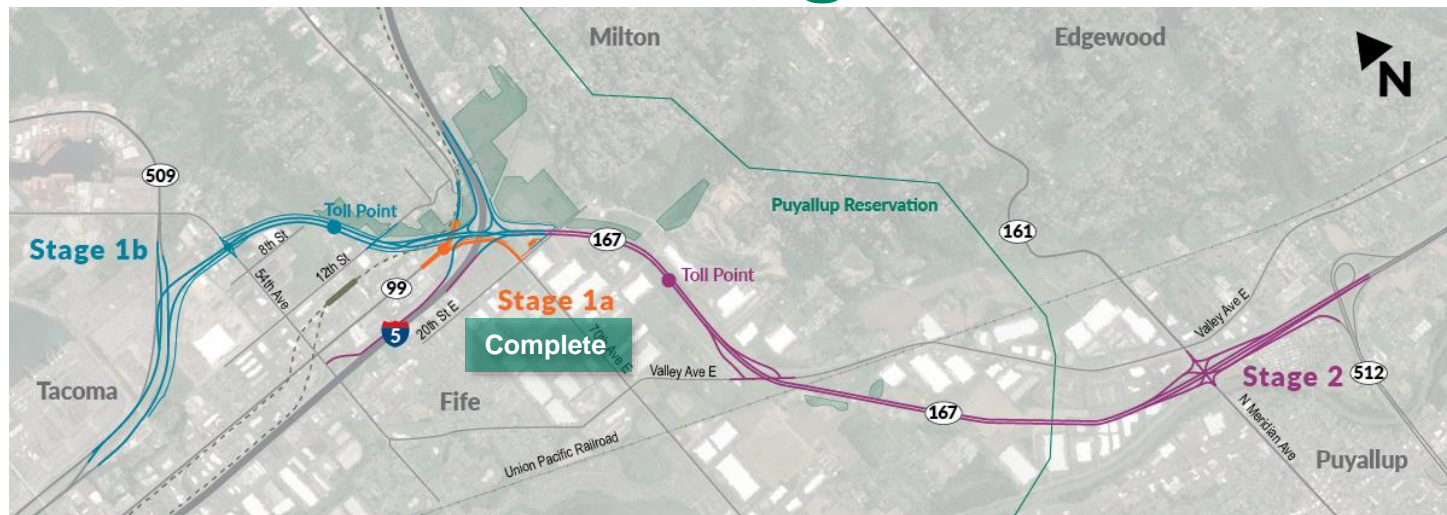 Milton
Edgewood
N
509
Toll Point
Puyallup Reservation
161
Stage 1b
8th St
12th St
54th Ave
167
Toll Point
99
Stage 1a
5
20th St E
Complete
70th Ave E
Valley Ave E
Valley Ave E
Tacoma
Fife
Stage 2
512
167
N Meridian Ave
Union Pacific Railroad
Puyallup